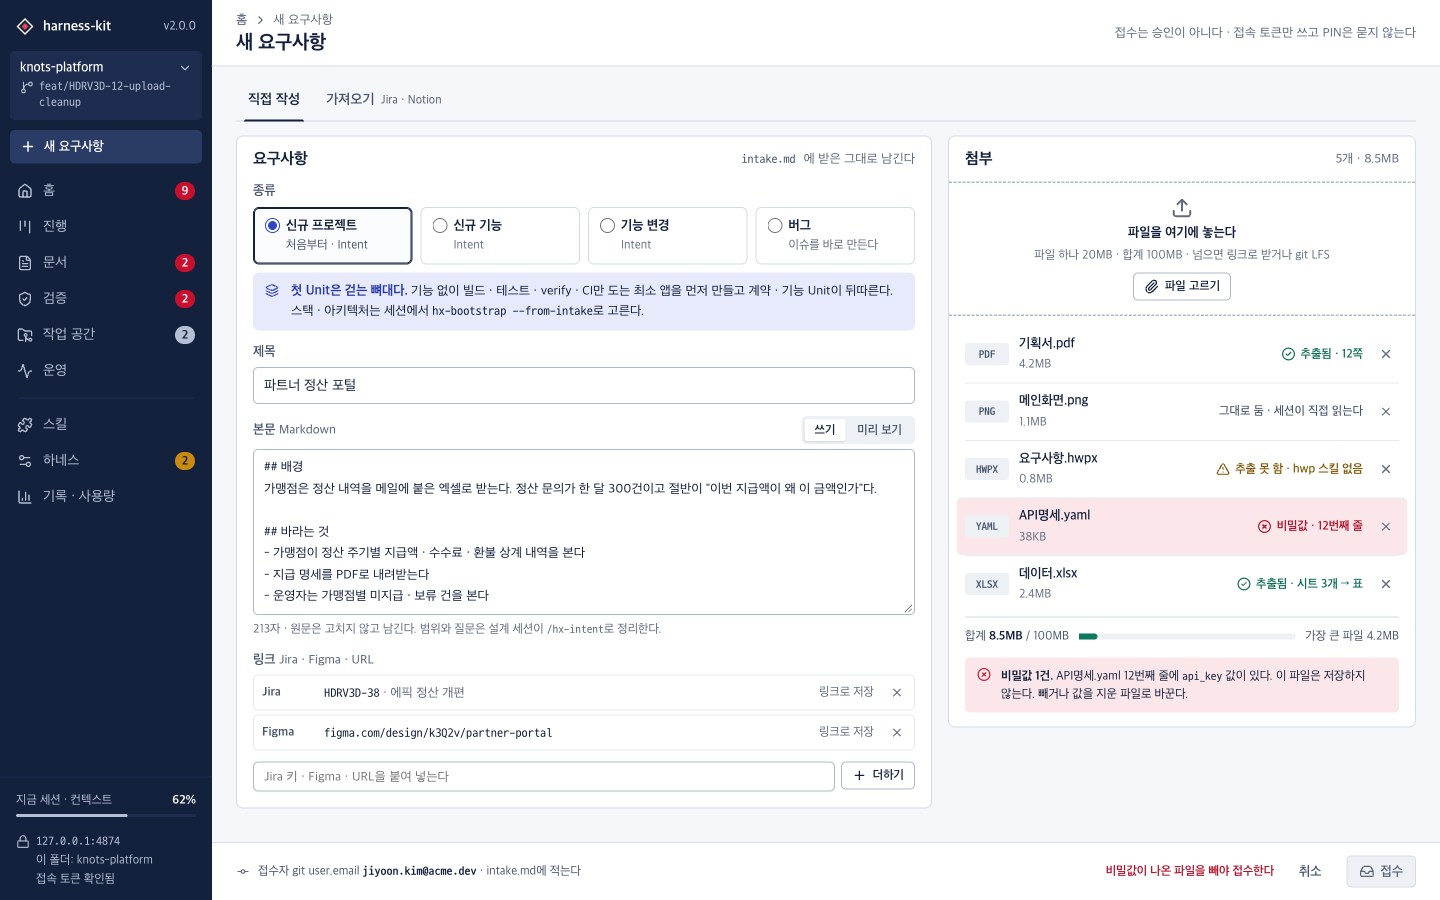 harness-kit v2.0.0
knots-platform
feat/HDRV3D-12-upload-
cleanup
새 요구사항
홈 9
진행
문서 2
검증 2
작업 공간 2
운영
스킬
하네스 2
기록 · 사용량
지금 세션 · 컨텍스트 62%
127.0.0.1:4874
이 폴더: knots-platform
접속 토큰 확인됨
홈 > 새 요구사항
새 요구사항
접수는 승인이 아니다 · 접속 토큰만 쓰고 PIN은 묻지 않는다
직접 작성 가져오기 Jira · Notion
요구사항 intake.md 에 받은 그대로 남긴다
종류
신규 프로젝트
처음부터 · Intent
신규 기능
Intent
기능 변경
Intent
버그
이슈를 바로 만든다
첫 Unit은 걷는 뼈대다. 기능 없이 빌드 · 테스트 · verify · CI만 도는 최소 앱을 먼저 만들고 계약 · 기능 Unit이 뒤따른다.
스택 · 아키텍처는 세션에서 hx-bootstrap --from-intake로 고른다.
제목
파트너 정산 포털
본문 Markdown 쓰기 미리 보기
## 배경
가맹점은 정산 내역을 메일에 붙은 엑셀로 받는다. 정산 문의가 한 달 300건이고 절반이 "이번 지급액이 왜 이 금액인가"다.
## 바라는 것
- 가맹점이 정산 주기별 지급액 · 수수료 · 환불 상계 내역을 본다
- 지급 명세를 PDF로 내려받는다
- 운영자는 가맹점별 미지급 · 보류 건을 본다
213자 · 원문은 고치지 않고 남긴다. 범위와 질문은 설계 세션이 /hx-intent로 정리한다.
링크 Jira · Figma · URL
Jira HDRV3D-38 · 에픽 정산 개편 링크로 저장
Figma figma.com/design/k3Q2v/partner-portal 링크로 저장
Jira 키 · Figma · URL을 붙여 넣는다 더하기
첨부 5개 · 8.5MB
파일을 여기에 놓는다
파일 하나 20MB · 합계 100MB · 넘으면 링크로 받거나 git LFS
파일 고르기
PDF 기획서.pdf 추출됨 · 12쪽
4.2MB
PNG 메인화면.png 그대로 둠 · 세션이 직접 읽는다
1.1MB
HWPX 요구사항.hwpx 추출 못 함 · hwp 스킬 없음
0.8MB
YAML API명세.yaml 비밀값 · 12번째 줄
38KB
XLSX 데이터.xlsx 추출됨 · 시트 3개 → 표
2.4MB
합계 8.5MB / 100MB 가장 큰 파일 4.2MB
비밀값 1건. API명세.yaml 12번째 줄에 api_key 값이 있다. 이 파일은 저장하지
않는다. 빼거나 값을 지운 파일로 바꾼다.
접수자 git user.email jiyoon.kim@acme.dev · intake.md에 적는다
비밀값이 나온 파일을 빼야 접수한다 취소 접수